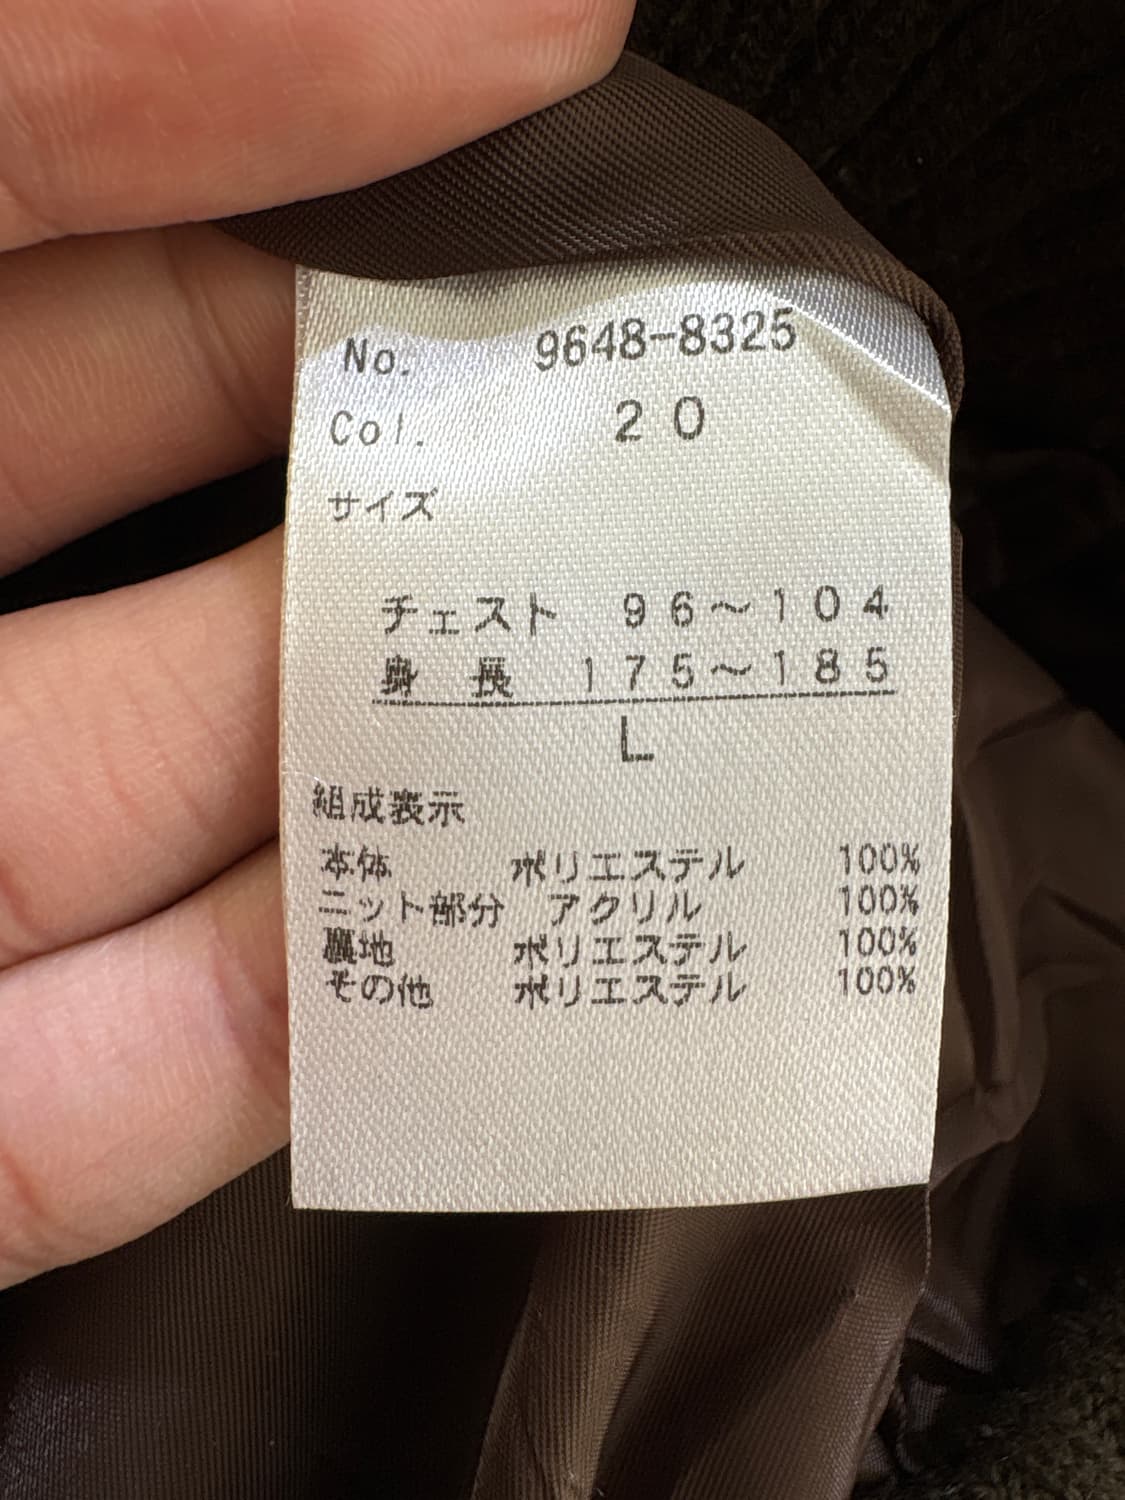 No. 9648-8325
Col. 20
サイズ
チェスト 96〜104
身長 175〜185
L
組成表示
本体 ポリエステル 100%
ニット部分 アクリル 100%
裏地 ポリエステル 100%
その他 ポリエステル 100%